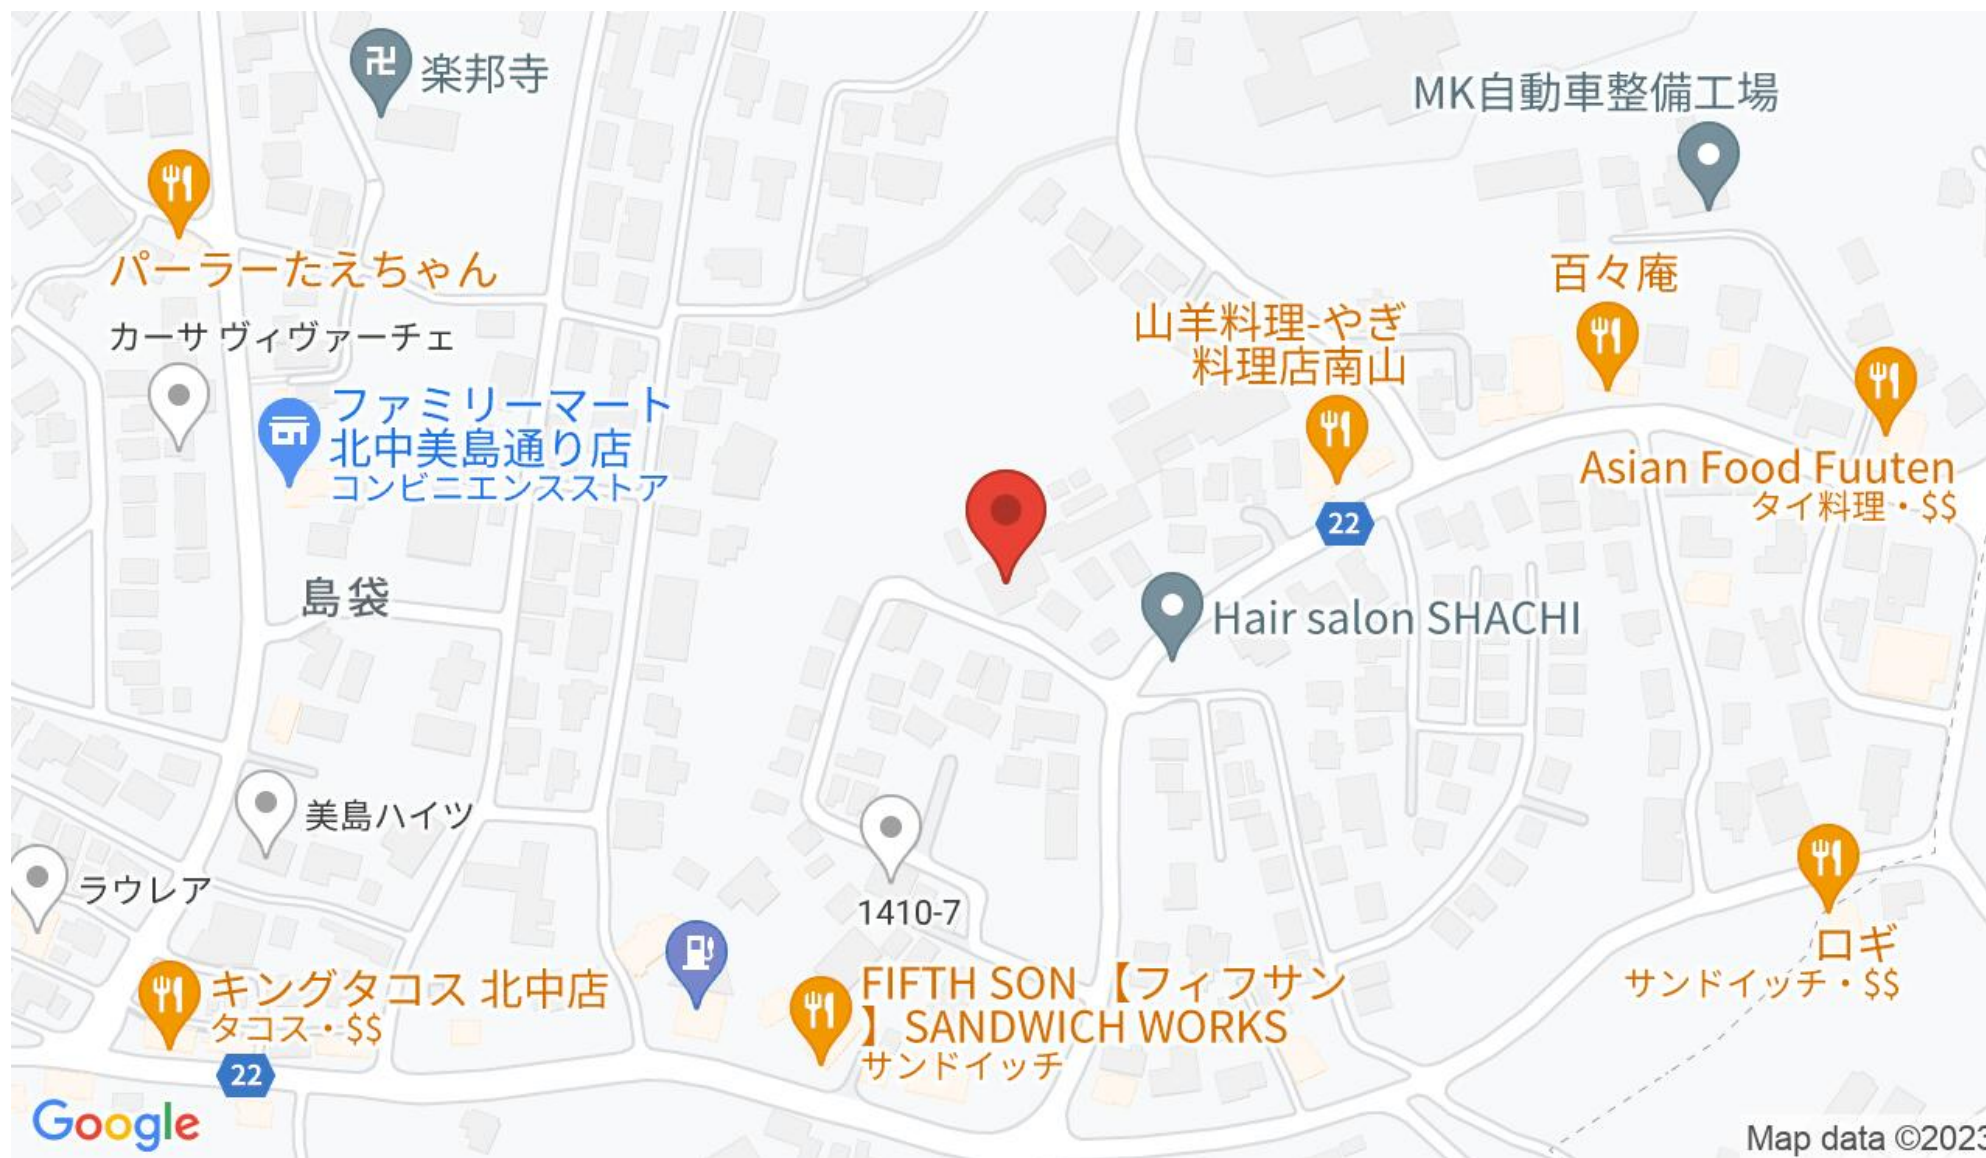 楽邦寺
MK自動車整備工場
パーラーたえちゃん
百々庵
カーサ ヴィヴァーチェ
山羊料理-やぎ
料理店南山
ファミリーマート
北中美島通り店
コンビニエンスストア
Asian Food Fuuten
タイ料理・$$
22
島袋
Hair salon SHACHI
美島ハイツ
ラウレア
1410-7
ロギ
サンドイッチ・$$
キングタコス 北中店
タコス・$$
FIFTH SON 【フィフサン
】SANDWICH WORKS
サンドイッチ
22
Google
Map data ©2023